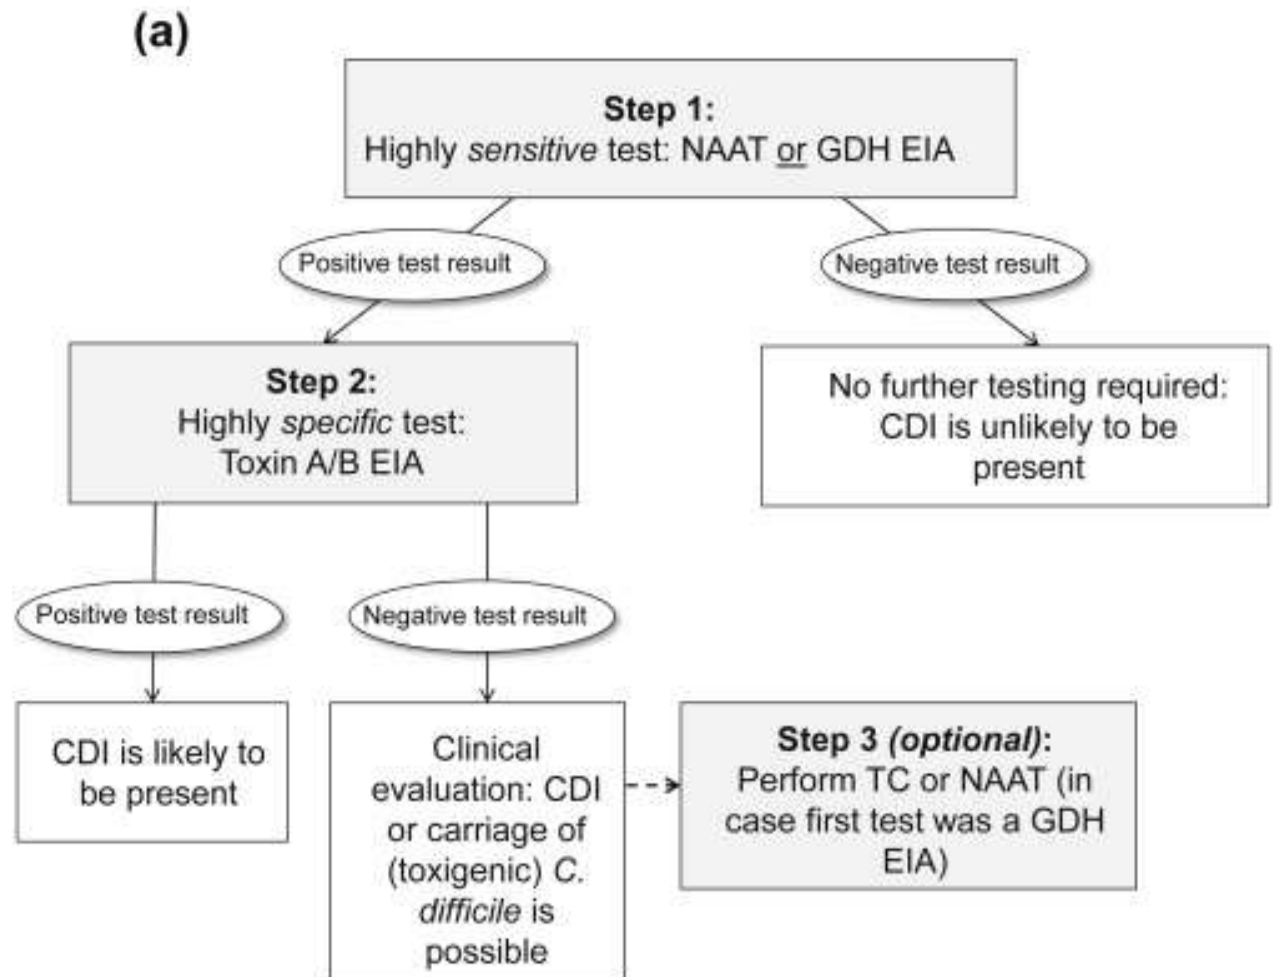 (a)
Step 1:
Highly sensitive test: NAAT or GDH EIA
Positive test result
Negative test result
Step 2:
Highly specific test:
Toxin A/B EIA
No further testing required:
CDI is unlikely to be
present
Positive test result
Negative test result
CDI is likely to
be present
Clinical
evaluation: CDI
or carriage of
(toxigenic) C.
difficile is
possible
Step 3 (optional):
Perform TC or NAAT (in
case first test was a GDH
EIA)